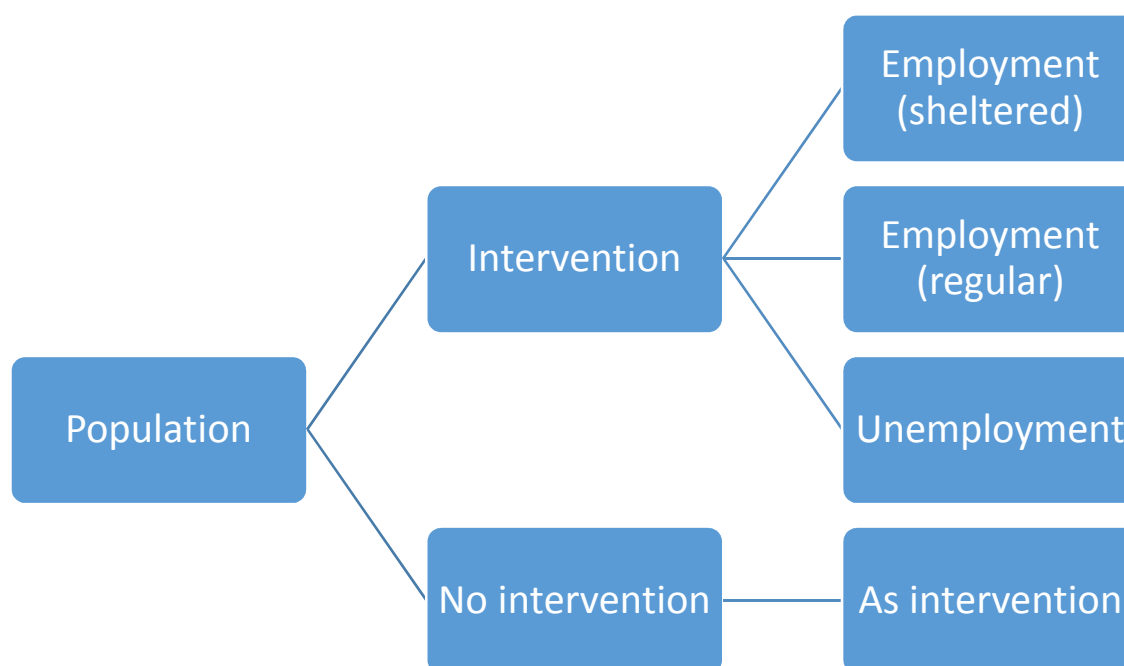 Population
Intervention
No intervention
Employment
(sheltered)
Employment
(regular)
Unemployment
As intervention